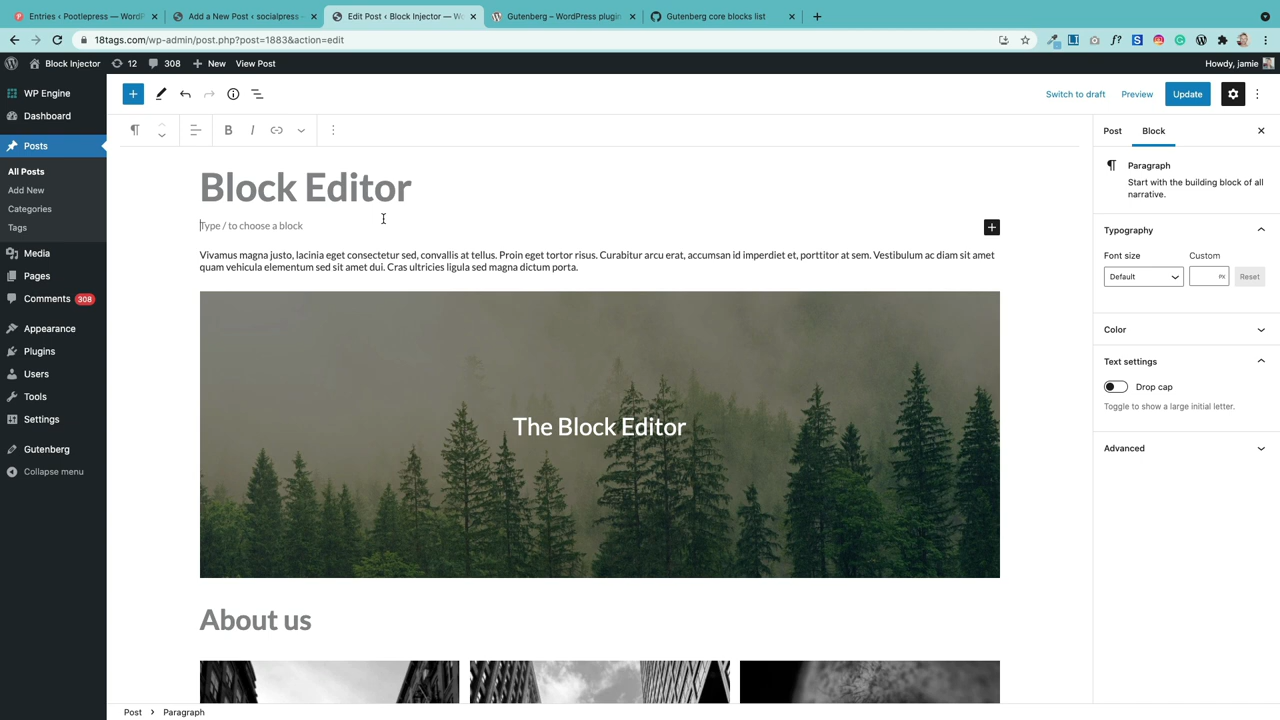 Entries ‹ Pootlepress — WordP
Add a New Post ‹ socialpress –
Edit Post ‹ Block Injector — Wo
Gutenberg – WordPress plugin
Gutenberg core blocks list
18tags.com/wp-admin/post.php?post=1883&action=edit
Block Injector
12
308
New
View Post
Howdy, jamie
WP Engine
Dashboard
Posts
All Posts
Add New
Categories
Tags
Media
Pages
Comments 308
Appearance
Plugins
Users
Tools
Settings
Gutenberg
Collapse menu
Switch to draft
Preview
Update
B
I
Block Editor
Type / to choose a block
Vivamus magna justo, lacinia eget consectetur sed, convallis at tellus. Proin eget tortor risus. Curabitur arcu erat, accumsan id imperdiet et, porttitor at sem. Vestibulum ac diam sit amet
quam vehicula elementum sed sit amet dui. Cras ultricies ligula sed magna dictum porta.
The Block Editor
About us
Post
Block
Paragraph
Start with the building block of all
narrative.
Typography
Font size
Custom
Default
PX
Reset
Color
Text settings
Drop cap
Toggle to show a large initial letter.
Advanced
Post
Paragraph